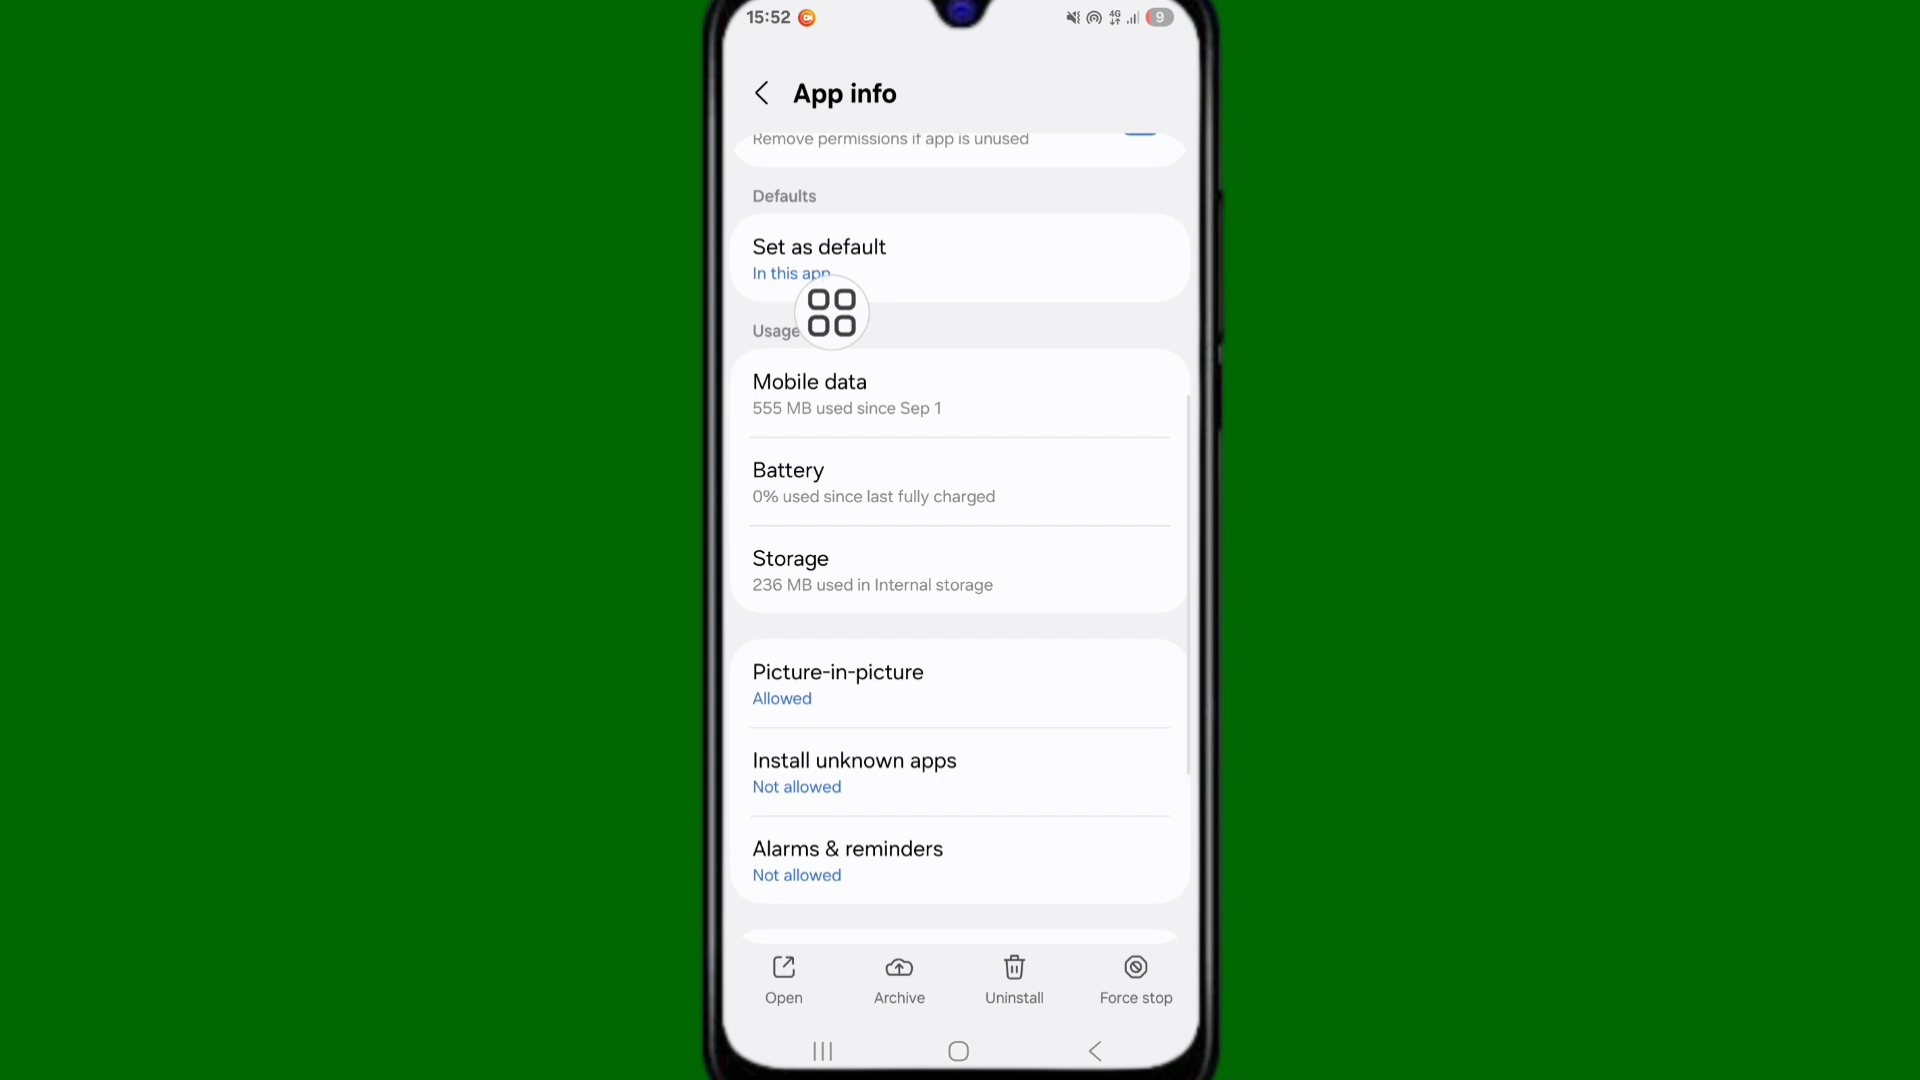 15:52
4G
9
App info
Remove permissions if app is unused
Defaults
Set as default
In this app
Usage
Mobile data
555 MB used since Sep 1
Battery
0% used since last fully charged
Storage
236 MB used in Internal storage
Picture-in-picture
Allowed
Install unknown apps
Not allowed
Alarms & reminders
Not allowed
Open
Archive
Uninstall
Force stop